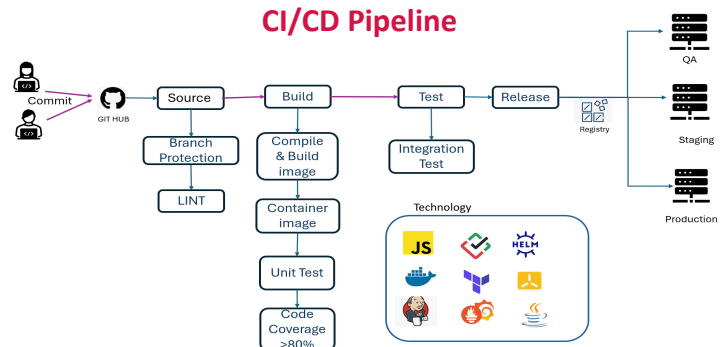 CI/CD Pipeline
Commit
GIT HUB
Source
Build
Test
Release
Registry
QA
Staging
Production
Branch
Protection
LINT
Compile
& Build
image
Container
image
Unit Test
Code
Coverage
>80%
Integration
Test
Technology
JS
HELM